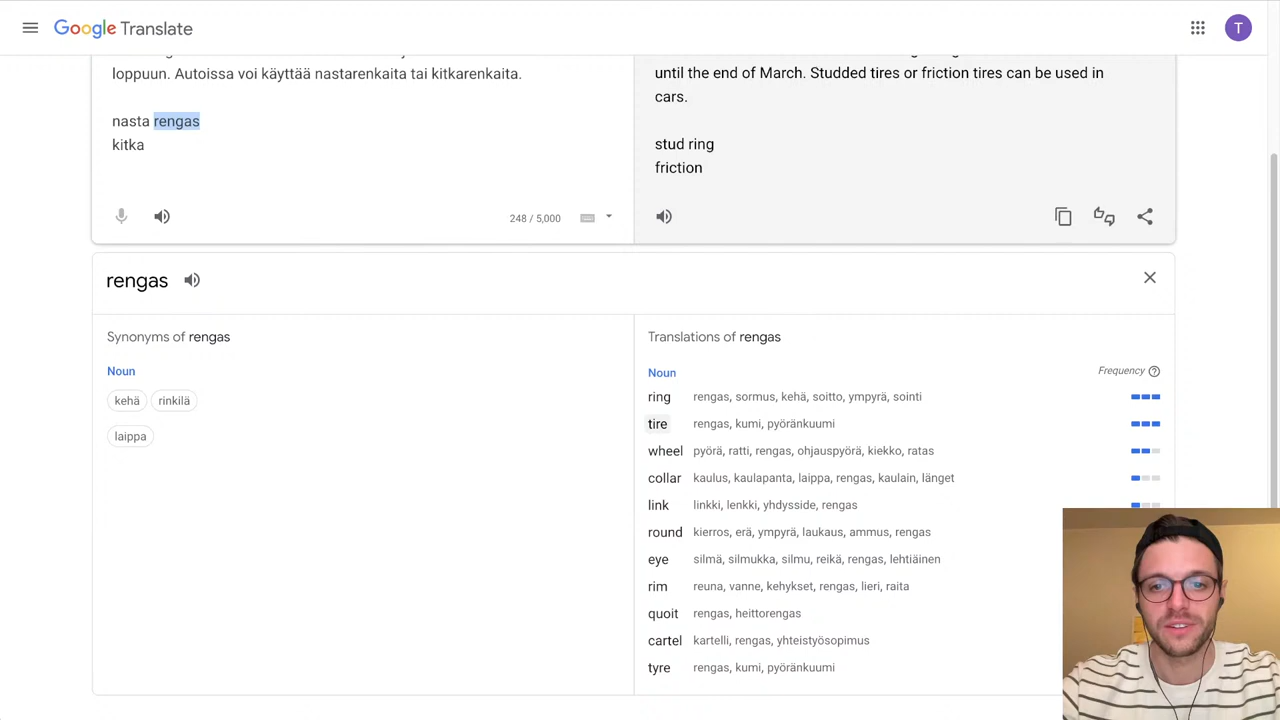 Google Translate
T
loppuun. Autoissa voi käyttää nastarenkaita tai kitkarenkaita.
nasta rengas
kitka
248 / 5,000
until the end of March. Studded tires or friction tires can be used in
cars.
stud ring
friction
rengas
Synonyms of rengas
Noun
kehä
rinkilä
laippa
Translations of rengas
Noun
Frequency
ring rengas, sormus, kehä, soitto, ympyrä, sointi
tire rengas, kumi, pyöränkuumi
wheel pyörä, ratti, rengas, ohjauspyörä, kiekko, ratas
collar kaulus, kaulapanta, laippa, rengas, kaulain, länget
link linkki, lenkki, yhdysside, rengas
round kierros, erä, ympyrä, laukaus, ammus, rengas
eye silmä, silmukka, silmu, reikä, rengas, lehtiäinen
rim reuna, vanne, kehykset, rengas, lieri, raita
quoit rengas, heittorengas
cartel kartelli, rengas, yhteistyösopimus
tyre rengas, kumi, pyöränkuumi